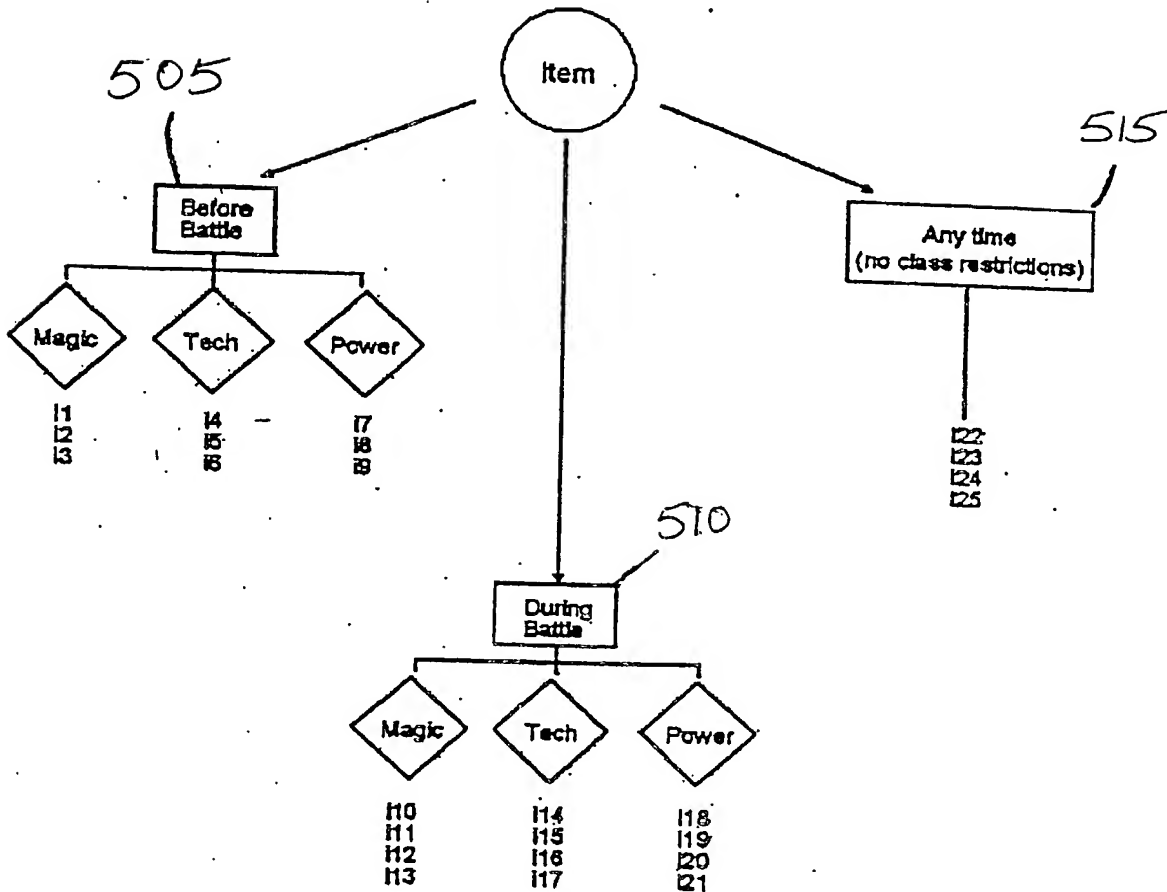 Item
505
515
Before
Battle
Any time
(no class restrictions)
Magic
Tech
Power
I1
I2
I3
I4
I5
I6
I7
I8
I9
I22
I23
I24
I25
510
During
Battle
Magic
Tech
Power
I10
I11
I12
I13
I14
I15
I16
I17
I18
I19
I20
I21